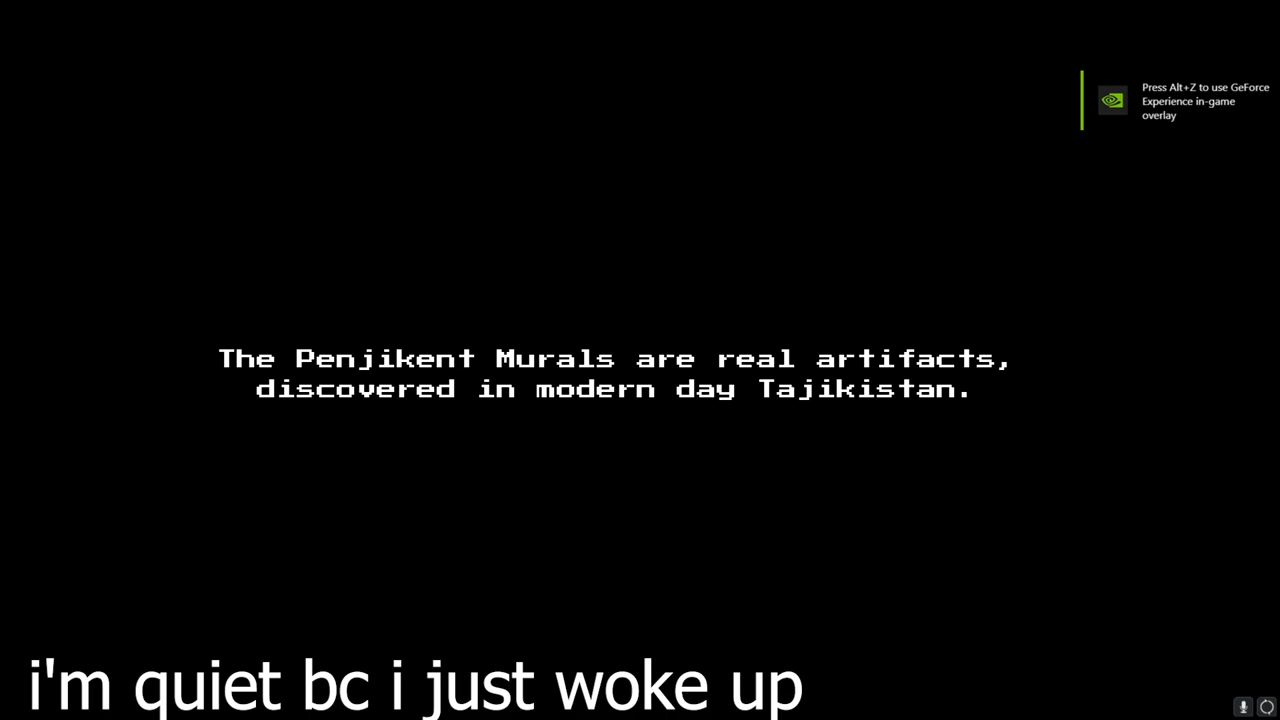 Press Alt+Z to use GeForce
Experience in-game
overlay
The Penjikent Murals are real artifacts,
discovered in modern day Tajikistan.
i'm quiet bc i just woke up